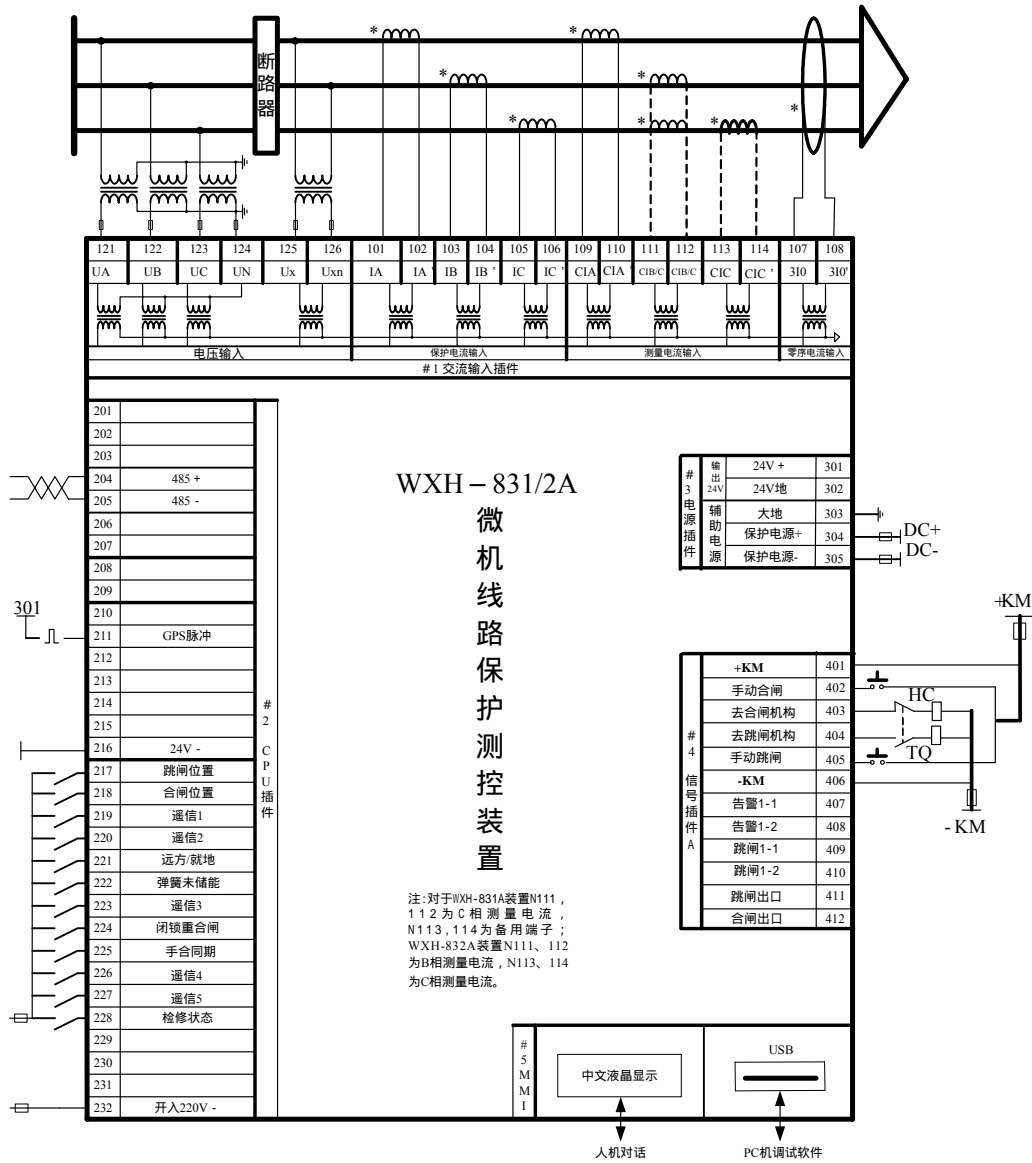 断路器
* * * * * * * *
121 122 123 124 125 126 101 102 103 104 105 106 109 110 111 112 113 114 107 108
UA UB UC UN Ux Uxn IA IA ' IB IB ' IC IC ' CIA CIA ' CIB/C CIB/C ' CIC CIC ' 3I0 3I0'
电压输入 保护电流输入 测量电流输入 零序电流输入
#1交流输入插件
WXH－831/2A
微机线路保护测控装置
注:对于WXH-831A装置N111，
112为C相测量电流，
N113,114为备用端子；
WXH-832A装置N111、112
为B相测量电流，N113、114
为C相测量电流。
#2 CPU插件
201
202
203
204 485 +
205 485 -
206
207
208
209
210
301
211 GPS脉冲
212
213
214
215
216 24V -
217 跳闸位置
218 合闸位置
219 遥信1
220 遥信2
221 远方/就地
222 弹簧未储能
223 遥信3
224 闭锁重合闸
225 手合同期
226 遥信4
227 遥信5
228 检修状态
229
230
231
232 开入220V -
#3电源插件
输出24V
24V + 301
24V地 302
辅助电源
大地 303
保护电源+ 304 DC+
保护电源- 305 DC-
#4 信号插件A
+KM
+KM 401
手动合闸 402
去合闸机构 403 HC
去跳闸机构 404
手动跳闸 405 TQ
-KM 406
告警1-1 407
告警1-2 408
- KM
跳闸1-1 409
跳闸1-2 410
跳闸出口 411
合闸出口 412
#5MMI
中文液晶显示
USB
人机对话
PC机调试软件